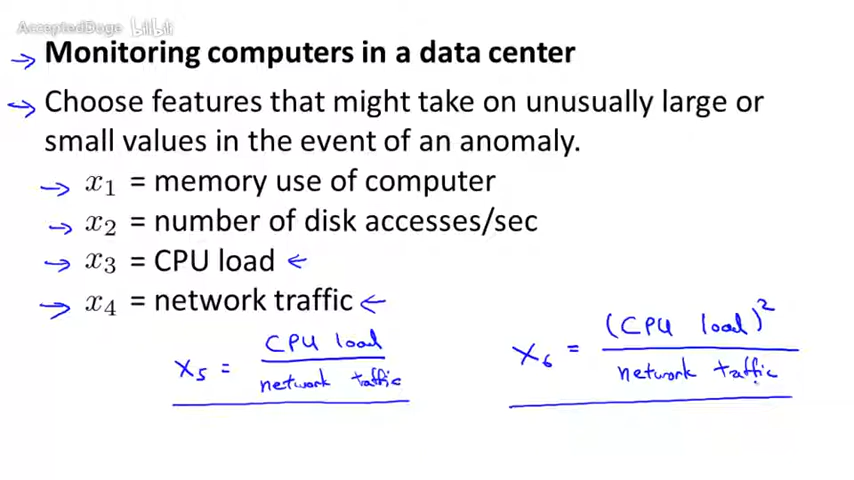 AcceptedDoge bilibili
→ Monitoring computers in a data center
→ Choose features that might take on unusually large or
small values in the event of an anomaly.
→ x₁ = memory use of computer
→ x₂ = number of disk accesses/sec
→ x₃ = CPU load ←
→ x₄ = network traffic ←
x₅ = CPU load / network traffic
x₆ = (CPU load)² / network traffic